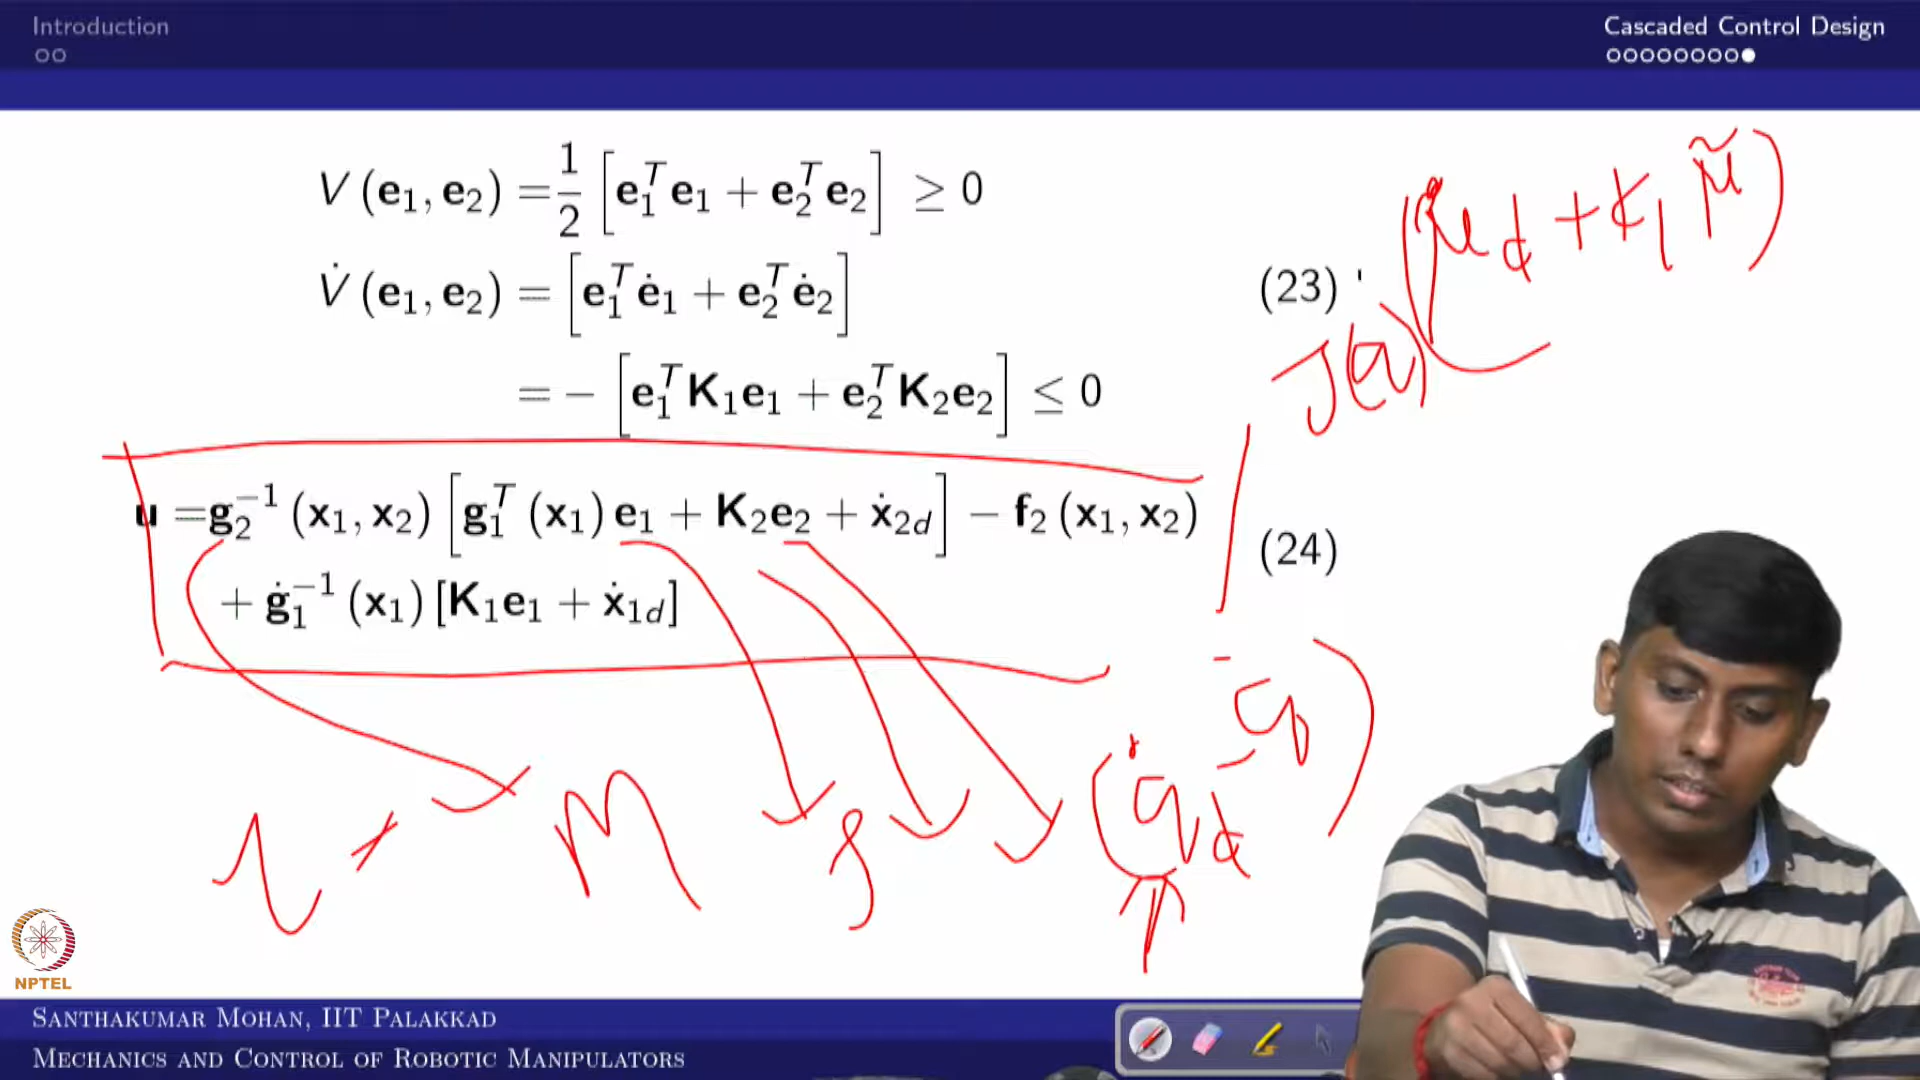 Introduction
Cascaded Control Design
V (e₁, e₂) = 1/2 [e₁ᵀe₁ + e₂ᵀe₂] ≥ 0
V̇ (e₁, e₂) = [e₁ᵀė₁ + e₂ᵀė₂]
(23)
= − [e₁ᵀK₁e₁ + e₂ᵀK₂e₂] ≤ 0
u = g₂⁻¹ (x₁, x₂) [g₁ᵀ (x₁) e₁ + K₂e₂ + ẋ₂d] − f₂ (x₁, x₂)
(24)
+ ġ₁⁻¹ (x₁) [K₁e₁ + ẋ₁d]
J(q) (μ̇d + K₁ μ̃)
M
NPTEL
SANTHAKUMAR MOHAN, IIT PALAKKAD
MECHANICS AND CONTROL OF ROBOTIC MANIPULATORS